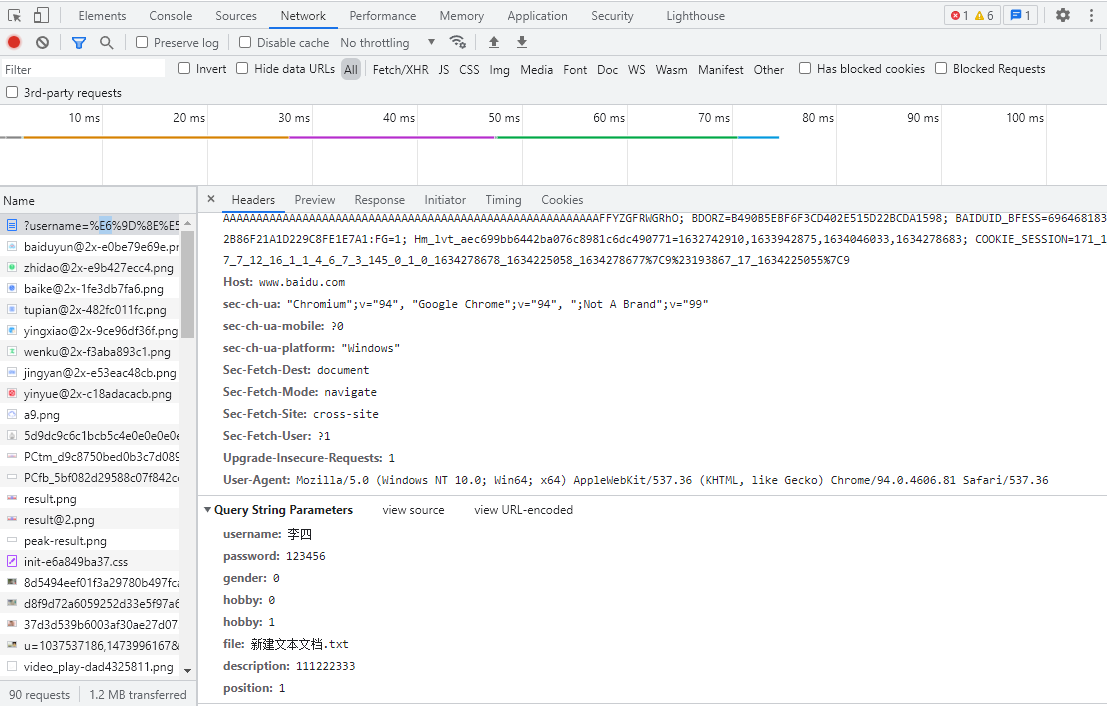 Elements Console Sources Network Performance Memory Application Security Lighthouse 1 6 1
Preserve log Disable cache No throttling
Filter Invert Hide data URLs All Fetch/XHR JS CSS Img Media Font Doc WS Wasm Manifest Other Has blocked cookies Blocked Requests
3rd-party requests
10 ms 20 ms 30 ms 40 ms 50 ms 60 ms 70 ms 80 ms 90 ms 100 ms
Name
?username=%E6%9D%8E%E5
baiduyun@2x-e0be79e69e.pn
zhidao@2x-e9b427ecc4.png
baike@2x-1fe3db7fa6.png
tupian@2x-482fc011fc.png
yingxiao@2x-9ce96df36f.png
wenku@2x-f3aba893c1.png
jingyan@2x-e53eac48cb.png
yinyue@2x-c18adacacb.png
a9.png
5d9dc9c6c1bcb5c4e0e0e0e0e
PCtm_d9c8750bed0b3c7d089
PCfb_5bf082d29588c07f842cc
result.png
result@2.png
peak-result.png
init-e6a849ba37.css
8d5494eef01f3a29780b497fca
d8f9d72a6059252d33e5f97a6
37d3d539b6003af30ae27d07
u=1037537186,1473996167&
video_play-dad4325811.png
90 requests 1.2 MB transferred
× Headers Preview Response Initiator Timing Cookies
FFYZGFRWGRhO; BDORZ=B490B5EBF6F3CD402E515D22BCDA1598; BAIDUID_BFESS=696468183
2B86F21A1D229C8FE1E7A1:FG=1; Hm_lvt_aec699bb6442ba076c8981c6dc490771=1632742910,1633942875,1634046033,1634278683; COOKIE_SESSION=171_1
7_7_12_16_1_1_4_6_7_3_145_0_1_0_1634278678_1634225058_1634278677%7C9%23193867_17_1634225055%7C9
Host: www.baidu.com
sec-ch-ua: "Chromium";v="94", "Google Chrome";v="94", ";Not A Brand";v="99"
sec-ch-ua-mobile: ?0
sec-ch-ua-platform: "Windows"
Sec-Fetch-Dest: document
Sec-Fetch-Mode: navigate
Sec-Fetch-Site: cross-site
Sec-Fetch-User: ?1
Upgrade-Insecure-Requests: 1
User-Agent: Mozilla/5.0 (Windows NT 10.0; Win64; x64) AppleWebKit/537.36 (KHTML, like Gecko) Chrome/94.0.4606.81 Safari/537.36
Query String Parameters view source view URL-encoded
username: 李四
password: 123456
gender: 0
hobby: 0
hobby: 1
file: 新建文本文档.txt
description: 111222333
position: 1